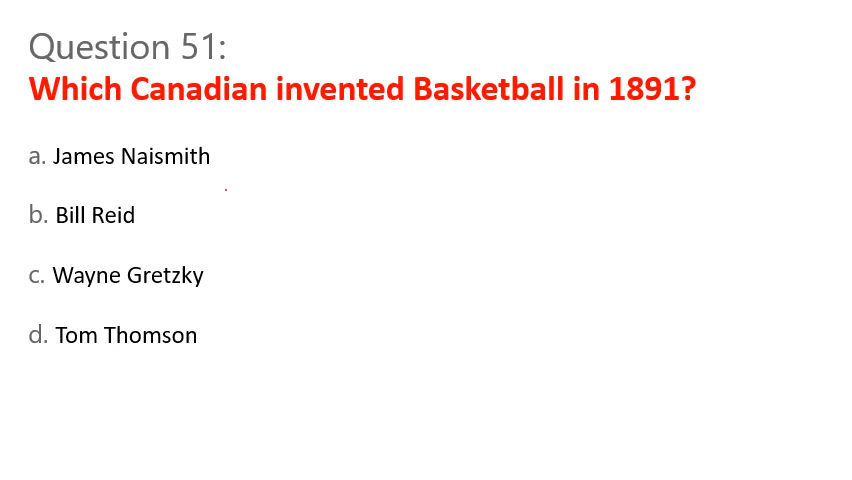 Question 51:
Which Canadian invented Basketball in 1891?
a. James Naismith
b. Bill Reid
c. Wayne Gretzky
d. Tom Thomson